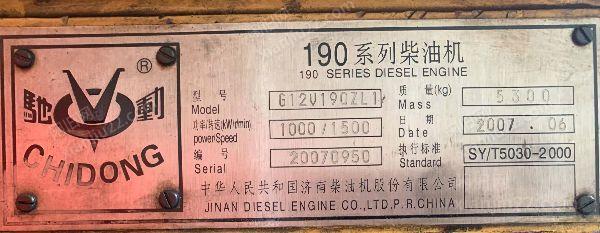 馳動®
CHIDONG
190系列柴油机
190 SERIES DIESEL ENGINE
型号 Model G12V190ZL1
质量(kg) Mass 5300
功率/转速(kW/r/min) power/Speed 1000/1500
日期 Date 2007.06
编号 Serial 20070950
执行标准 Standard SY/T5030-2000
中华人民共和国济南柴油机股份有限公司
JINAN DIESEL ENGINE CO.,LTD.P.R.CHINA